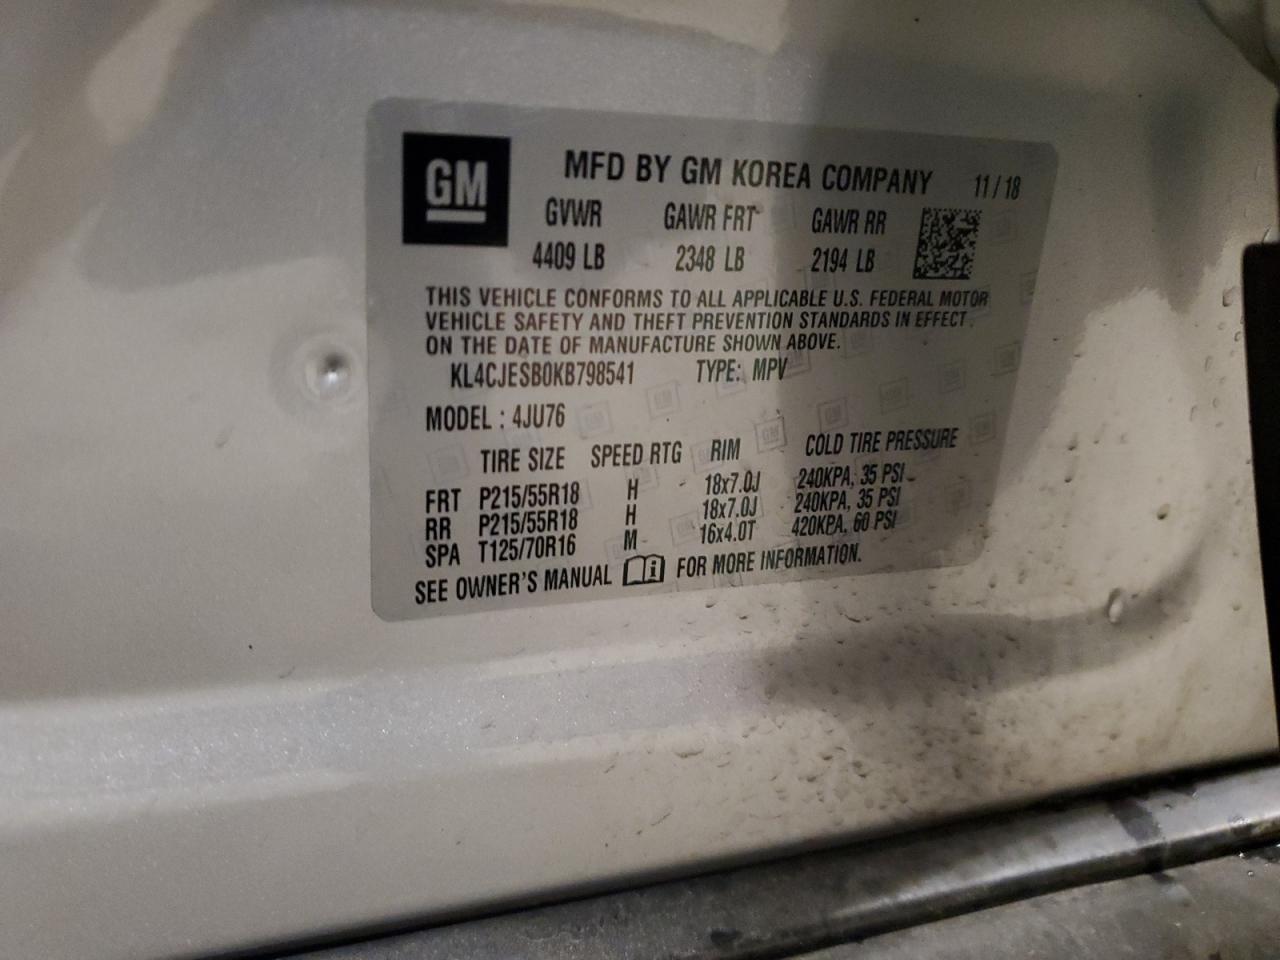 GM
MFD BY GM KOREA COMPANY 11/18
GVWR GAWR FRT GAWR RR
4409 LB 2348 LB 2194 LB
THIS VEHICLE CONFORMS TO ALL APPLICABLE U.S. FEDERAL MOTOR
VEHICLE SAFETY AND THEFT PREVENTION STANDARDS IN EFFECT
ON THE DATE OF MANUFACTURE SHOWN ABOVE.
KL4CJESB0KB798541 TYPE: MPV
MODEL : 4JU76
TIRE SIZE SPEED RTG RIM COLD TIRE PRESSURE
FRT P215/55R18 H 18x7.0J 240KPA, 35 PSI
RR P215/55R18 H 18x7.0J 240KPA, 35 PSI
SPA T125/70R16 M 16x4.0T 420KPA, 60 PSI
SEE OWNER'S MANUAL i FOR MORE INFORMATION.